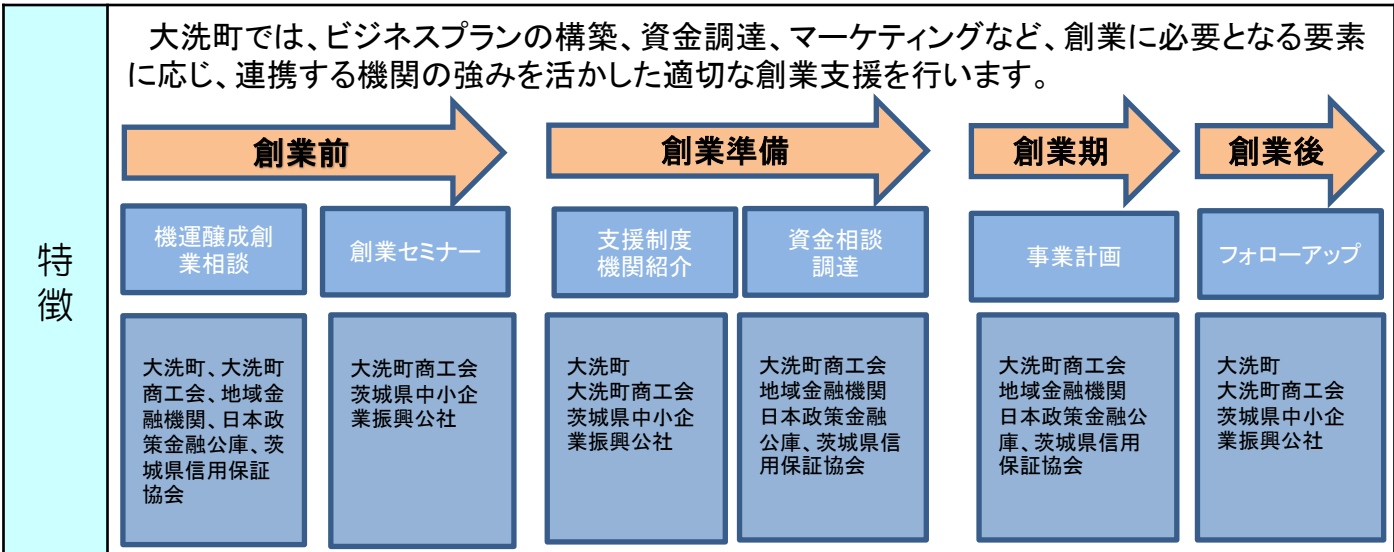 特
徴
大洗町では、ビジネスプランの構築、資金調達、マーケティングなど、創業に必要となる要素
に応じ、連携する機関の強みを活かした適切な創業支援を行います。
創業前
創業準備
創業期
創業後
機運醸成創
業相談
創業セミナー
支援制度
機関紹介
資金相談
調達
事業計画
フォローアップ
大洗町、大洗町
商工会、地域金
融機関、日本政
策金融公庫、茨
城県信用保証
協会
大洗町商工会
茨城県中小企
業振興公社
大洗町
大洗町商工会
茨城県中小企
業振興公社
大洗町商工会
地域金融機関
日本政策金融
公庫、茨城県信
用保証協会
大洗町商工会
地域金融機関
日本政策金融公
庫、茨城県信用
保証協会
大洗町
大洗町商工会
茨城県中小企
業振興公社